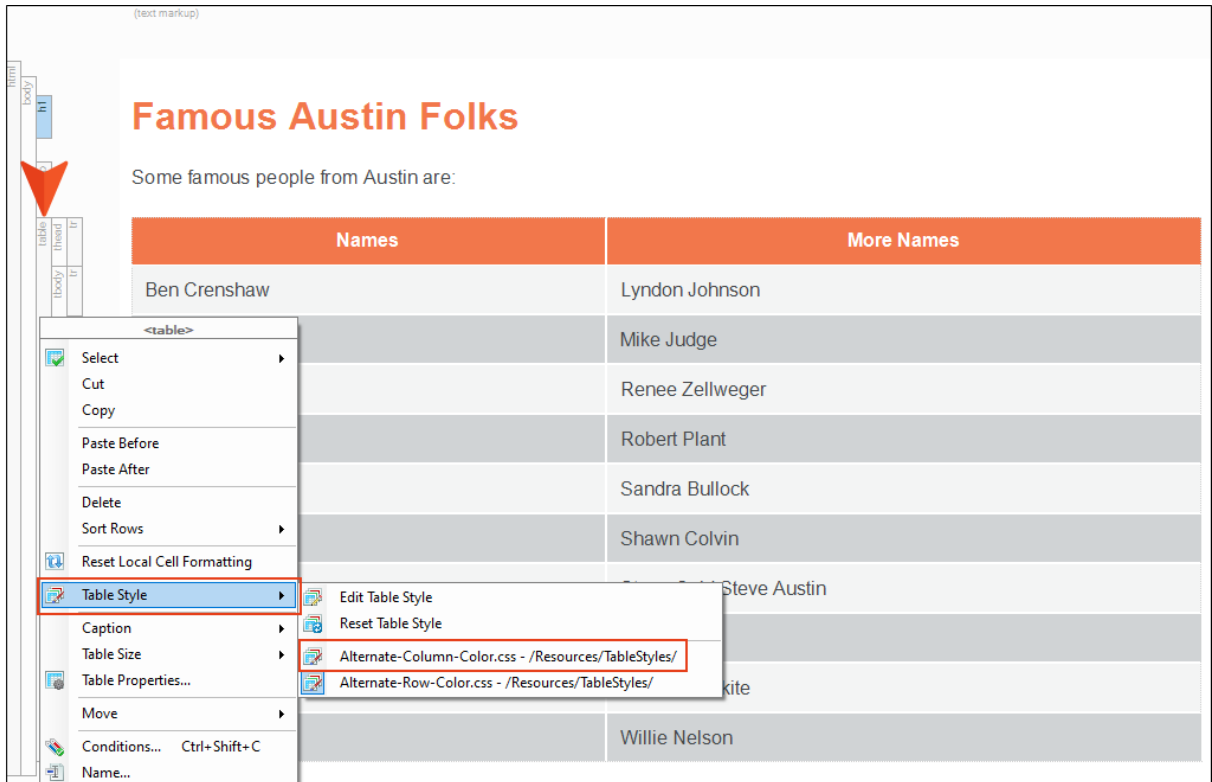 (text markup)
html
body
h1
Famous Austin Folks
Some famous people from Austin are:
table
thead
tr
Names
More Names
tbody
tr
Ben Crenshaw
Lyndon Johnson
<table>
Select
Mike Judge
Cut
Renee Zellweger
Copy
Paste Before
Robert Plant
Paste After
Sandra Bullock
Delete
Sort Rows
Shawn Colvin
Reset Local Cell Formatting
Table Style
Edit Table Style
Steve Austin
Reset Table Style
Caption
Table Size
Alternate-Column-Color.css - /Resources/TableStyles/
Table Properties...
Alternate-Row-Color.css - /Resources/TableStyles/
kite
Move
Conditions... Ctrl+Shift+C
Willie Nelson
Name...